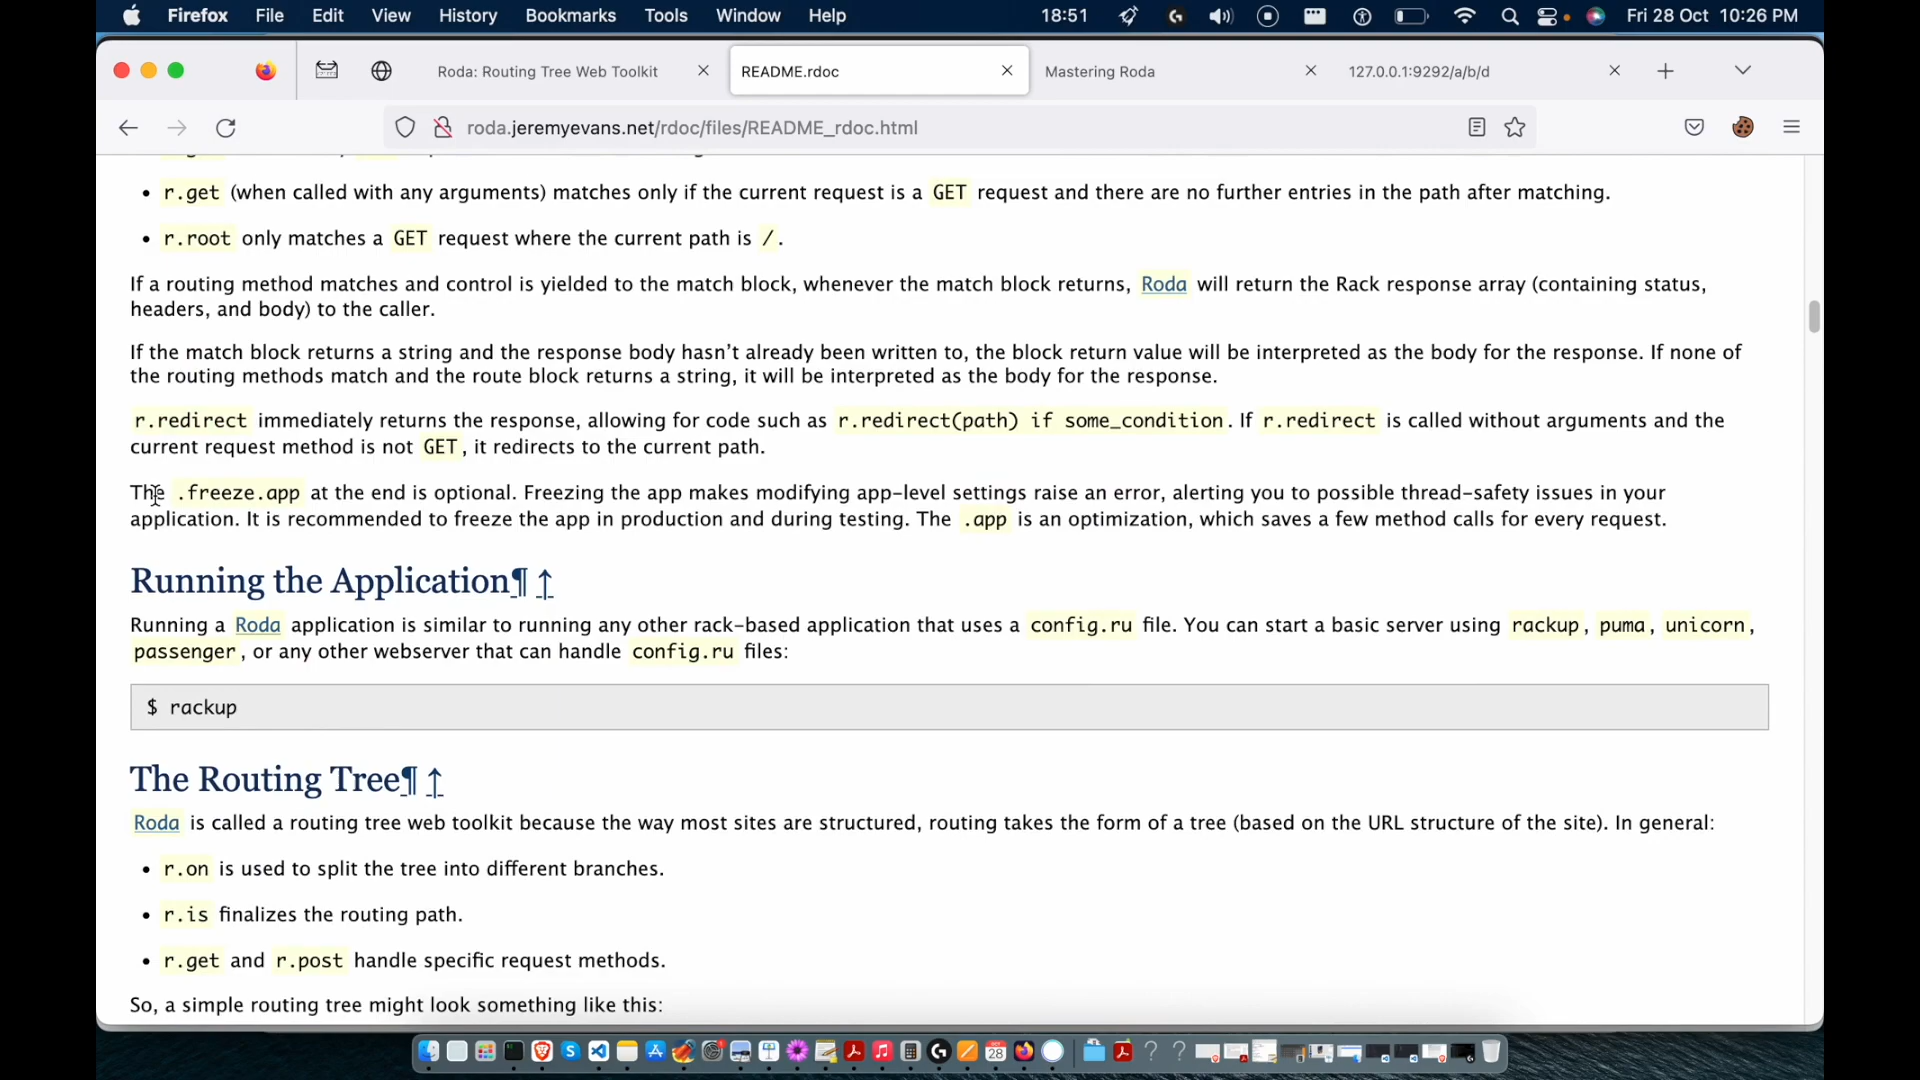 Firefox File Edit View History Bookmarks Tools Window Help 18:51 Fri 28 Oct 10:26 PM
Roda: Routing Tree Web Toolkit README.rdoc Mastering Roda 127.0.0.1:9292/a/b/d
roda.jeremyevans.net/rdoc/files/README_rdoc.html
• r.get (when called with any arguments) matches only if the current request is a GET request and there are no further entries in the path after matching.
• r.root only matches a GET request where the current path is /.
If a routing method matches and control is yielded to the match block, whenever the match block returns, Roda will return the Rack response array (containing status,
headers, and body) to the caller.
If the match block returns a string and the response body hasn’t already been written to, the block return value will be interpreted as the body for the response. If none of
the routing methods match and the route block returns a string, it will be interpreted as the body for the response.
r.redirect immediately returns the response, allowing for code such as r.redirect(path) if some_condition. If r.redirect is called without arguments and the
current request method is not GET, it redirects to the current path.
The .freeze.app at the end is optional. Freezing the app makes modifying app-level settings raise an error, alerting you to possible thread-safety issues in your
application. It is recommended to freeze the app in production and during testing. The .app is an optimization, which saves a few method calls for every request.
Running the Application¶ ↑
Running a Roda application is similar to running any other rack-based application that uses a config.ru file. You can start a basic server using rackup, puma, unicorn,
passenger, or any other webserver that can handle config.ru files:
$ rackup
The Routing Tree¶ ↑
Roda is called a routing tree web toolkit because the way most sites are structured, routing takes the form of a tree (based on the URL structure of the site). In general:
• r.on is used to split the tree into different branches.
• r.is finalizes the routing path.
• r.get and r.post handle specific request methods.
So, a simple routing tree might look something like this: